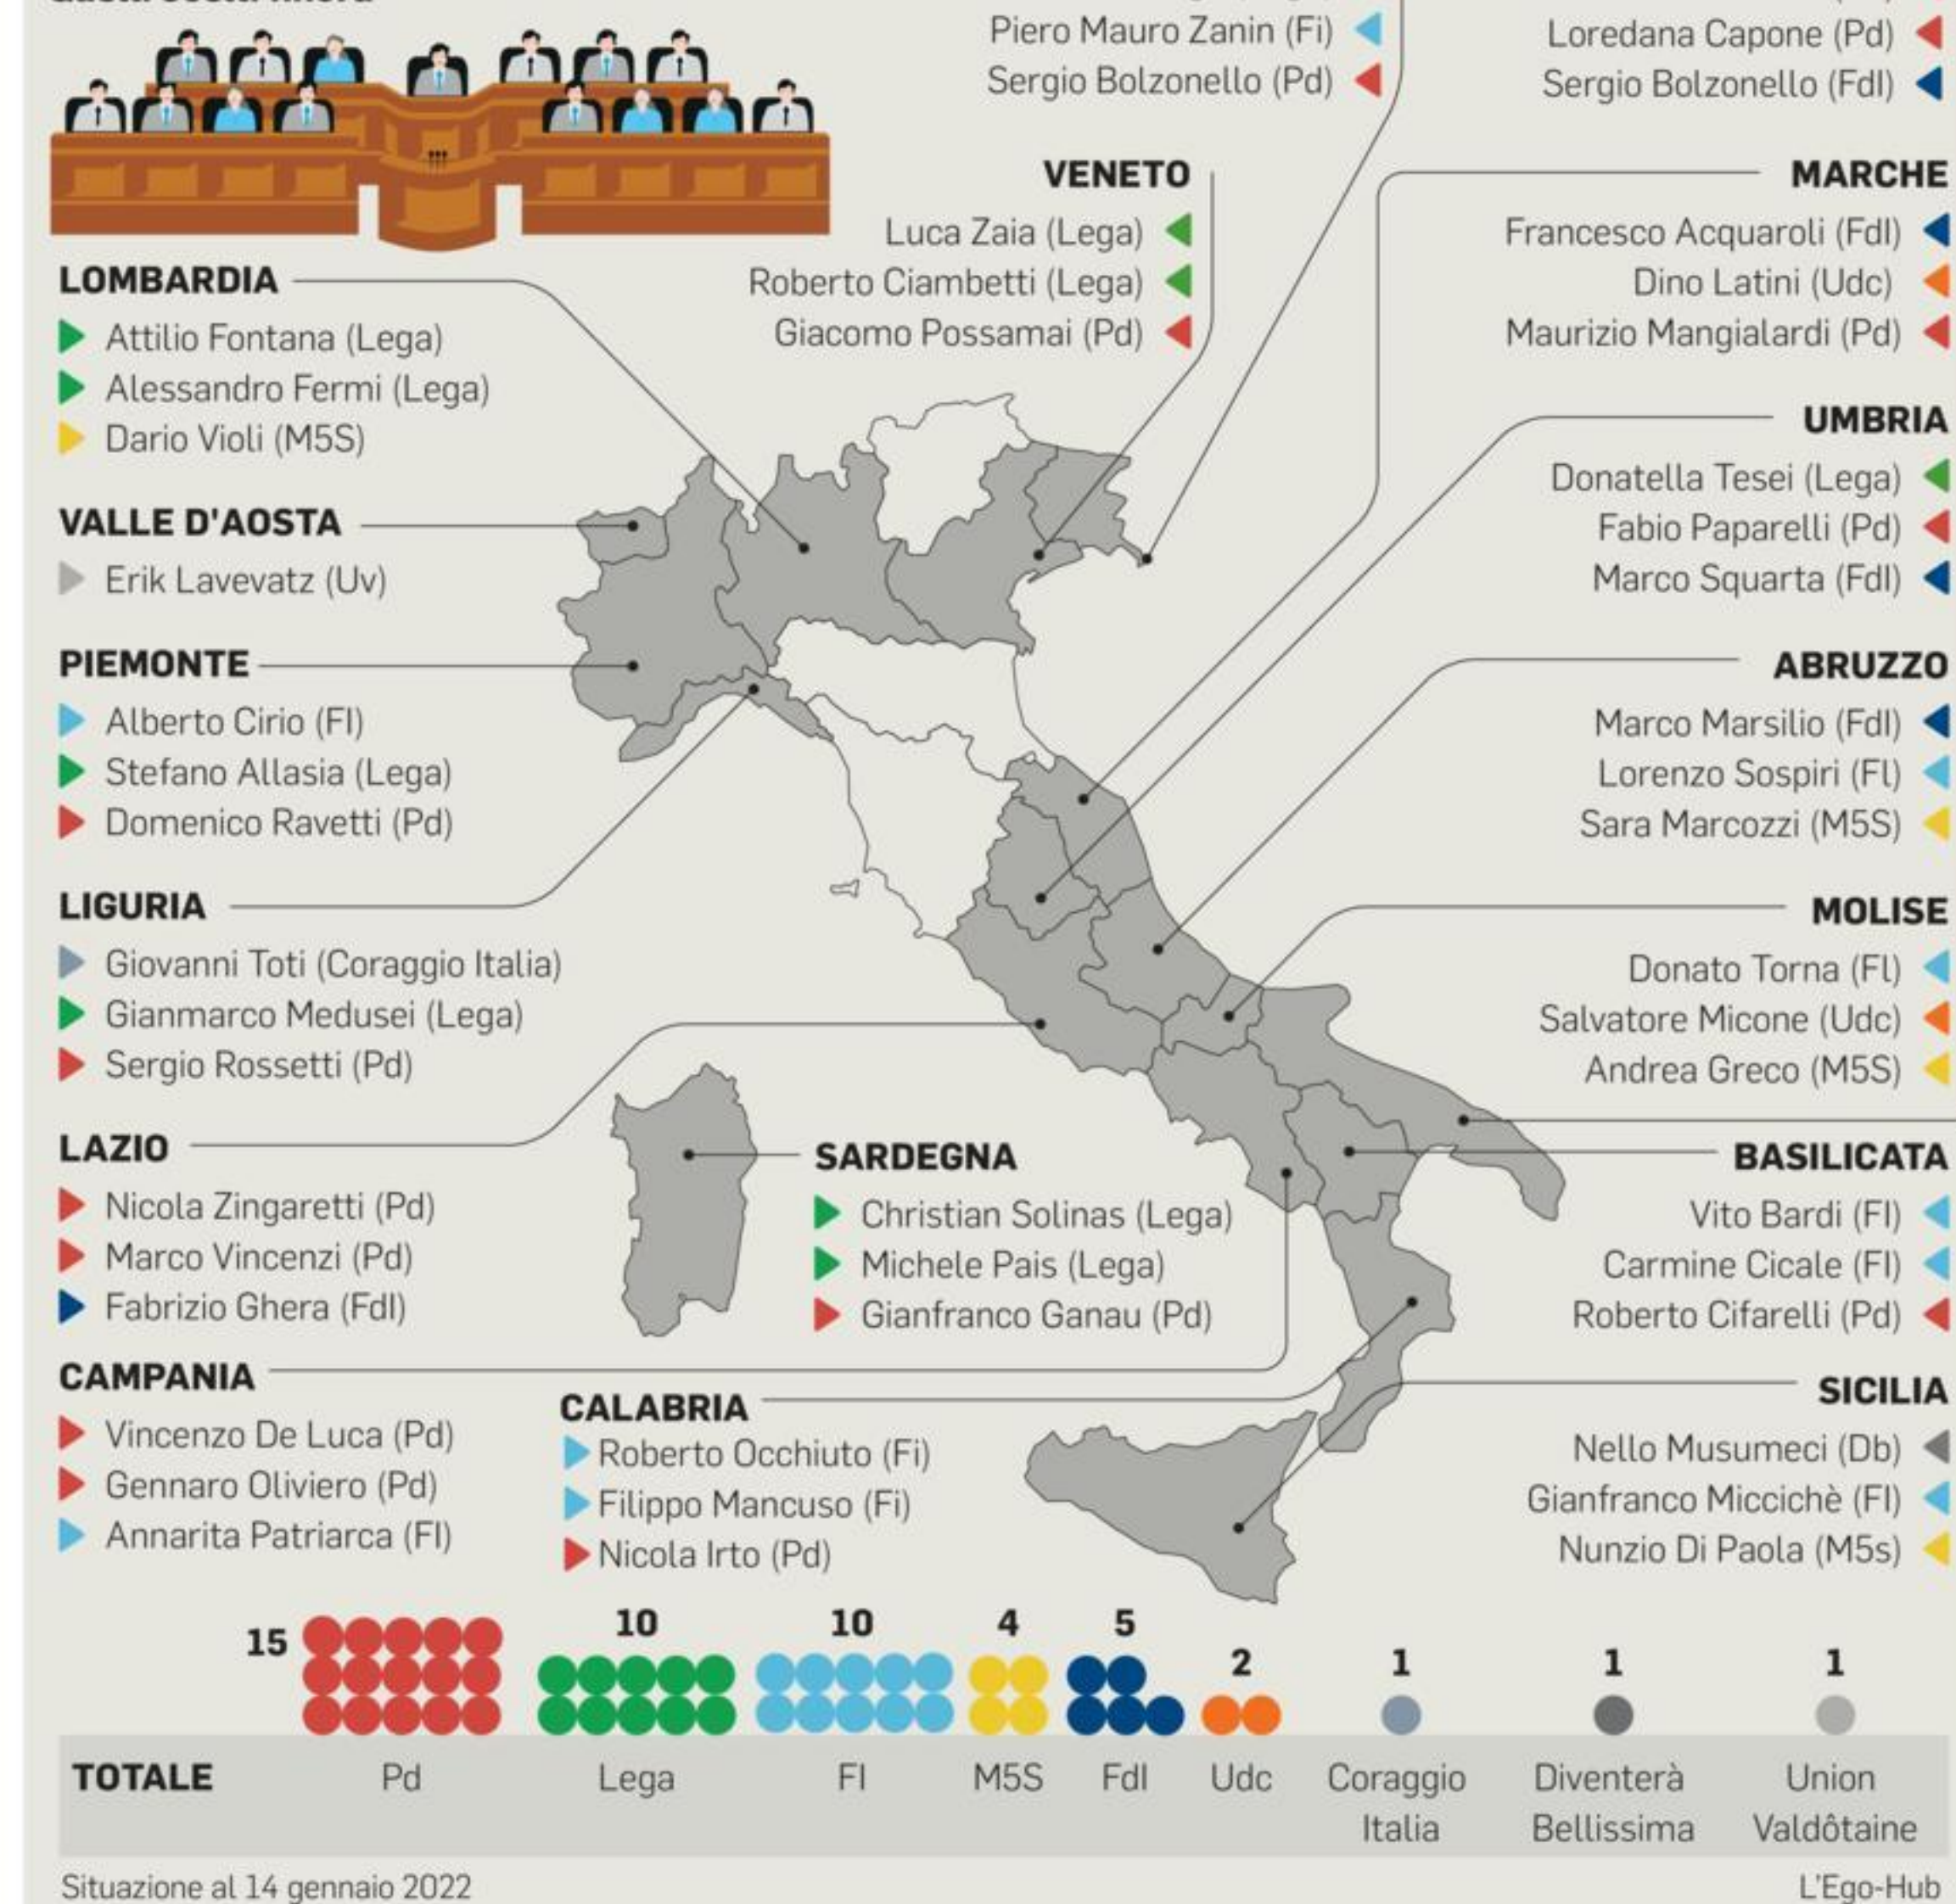 Piero Mauro Zanin (Fi)
Sergio Bolzonello (Pd)
Loredana Capone (Pd)
Sergio Bolzonello (FdI)
VENETO
Luca Zaia (Lega)
Roberto Ciambetti (Lega)
Giacomo Possamai (Pd)
MARCHE
Francesco Acquaroli (FdI)
Dino Latini (Udc)
Maurizio Mangialardi (Pd)
LOMBARDIA
Attilio Fontana (Lega)
Alessandro Fermi (Lega)
Dario Violi (M5S)
UMBRIA
Donatella Tesei (Lega)
Fabio Paparelli (Pd)
Marco Squarta (FdI)
VALLE D'AOSTA
Erik Lavevatz (Uv)
PIEMONTE
Alberto Cirio (FI)
Stefano Allasia (Lega)
Domenico Ravetti (Pd)
ABRUZZO
Marco Marsilio (FdI)
Lorenzo Sospiri (Fl)
Sara Marcozzi (M5S)
LIGURIA
Giovanni Toti (Coraggio Italia)
Gianmarco Medusei (Lega)
Sergio Rossetti (Pd)
MOLISE
Donato Torna (Fl)
Salvatore Micone (Udc)
Andrea Greco (M5S)
LAZIO
Nicola Zingaretti (Pd)
Marco Vincenzi (Pd)
Fabrizio Ghera (FdI)
SARDEGNA
Christian Solinas (Lega)
Michele Pais (Lega)
Gianfranco Ganau (Pd)
BASILICATA
Vito Bardi (FI)
Carmine Cicale (FI)
Roberto Cifarelli (Pd)
CAMPANIA
Vincenzo De Luca (Pd)
Gennaro Oliviero (Pd)
Annarita Patriarca (FI)
CALABRIA
Roberto Occhiuto (Fi)
Filippo Mancuso (Fi)
Nicola Irto (Pd)
SICILIA
Nello Musumeci (Db)
Gianfranco Miccichè (FI)
Nunzio Di Paola (M5s)
15 10 10 4 5 2 1 1 1
TOTALE Pd Lega FI M5S FdI Udc Coraggio Italia Diventerà Bellissima Union Valdôtaine
Situazione al 14 gennaio 2022
L'Ego-Hub